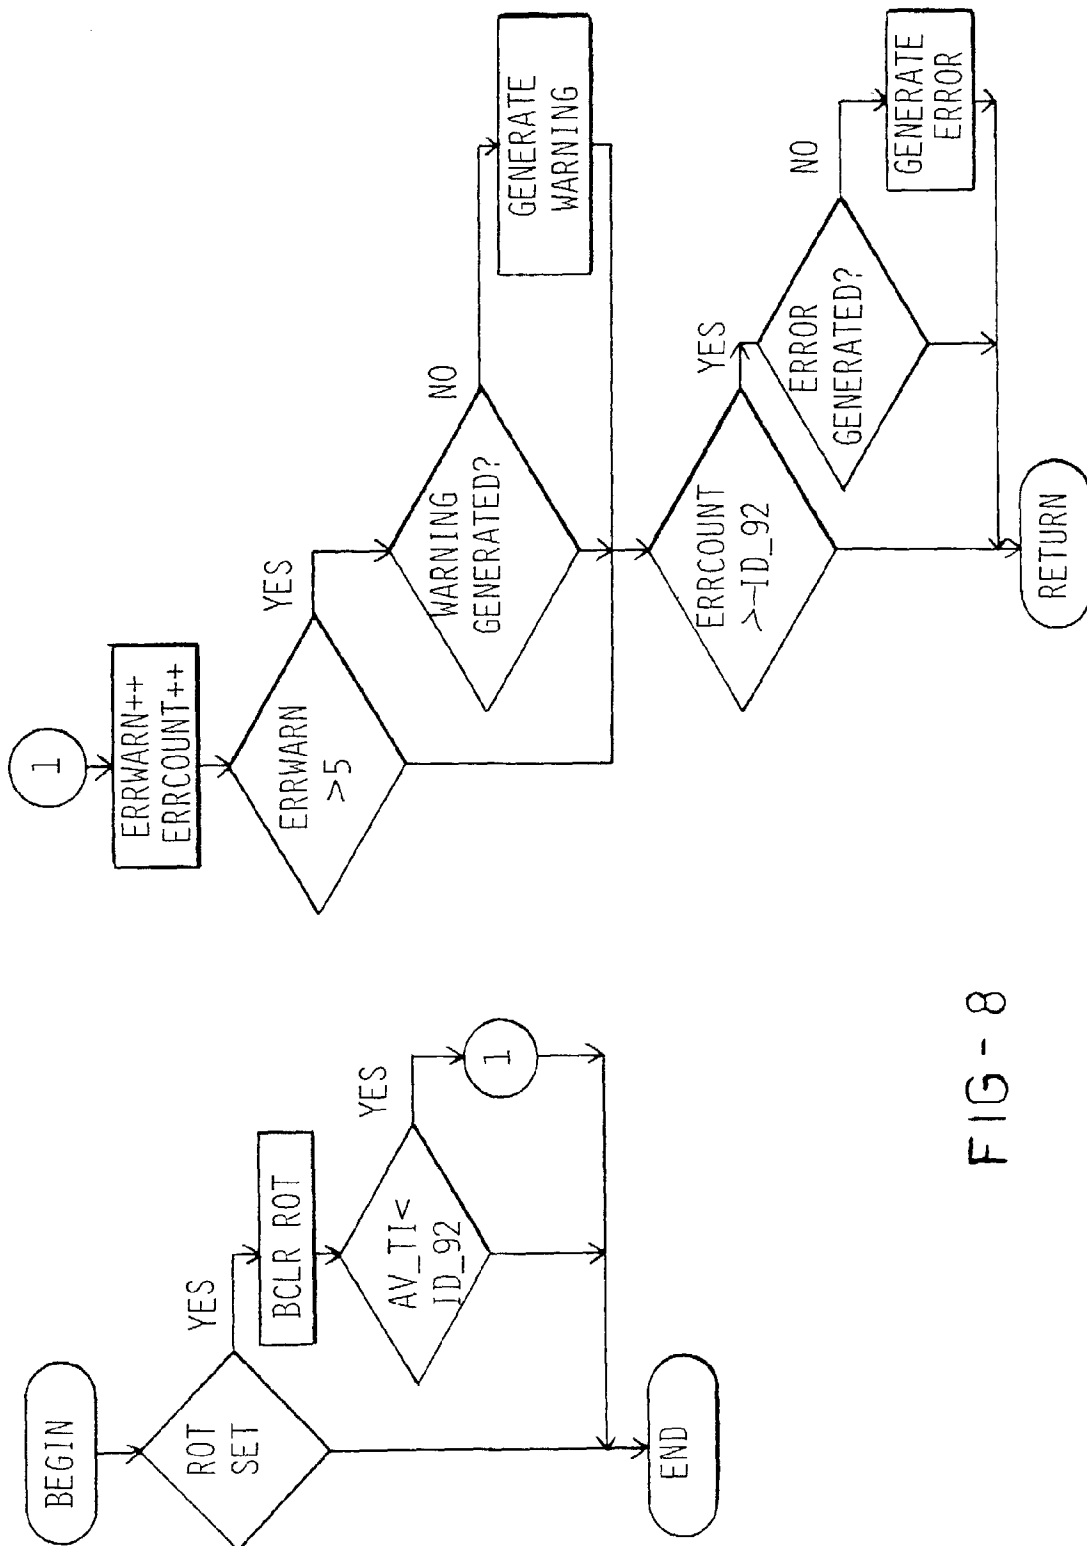 BEGIN
ROT
SET
YES
BCLR ROT
AV_TI<
ID_92
YES
1
END
1
ERRWARN++
ERRCOUNT++
ERRWARN
>5
YES
WARNING
GENERATED?
NO
GENERATE
WARNING
ERRCOUNT
>-ID_92
YES
ERROR
GENERATED?
NO
GENERATE
ERROR
RETURN
FIG-8